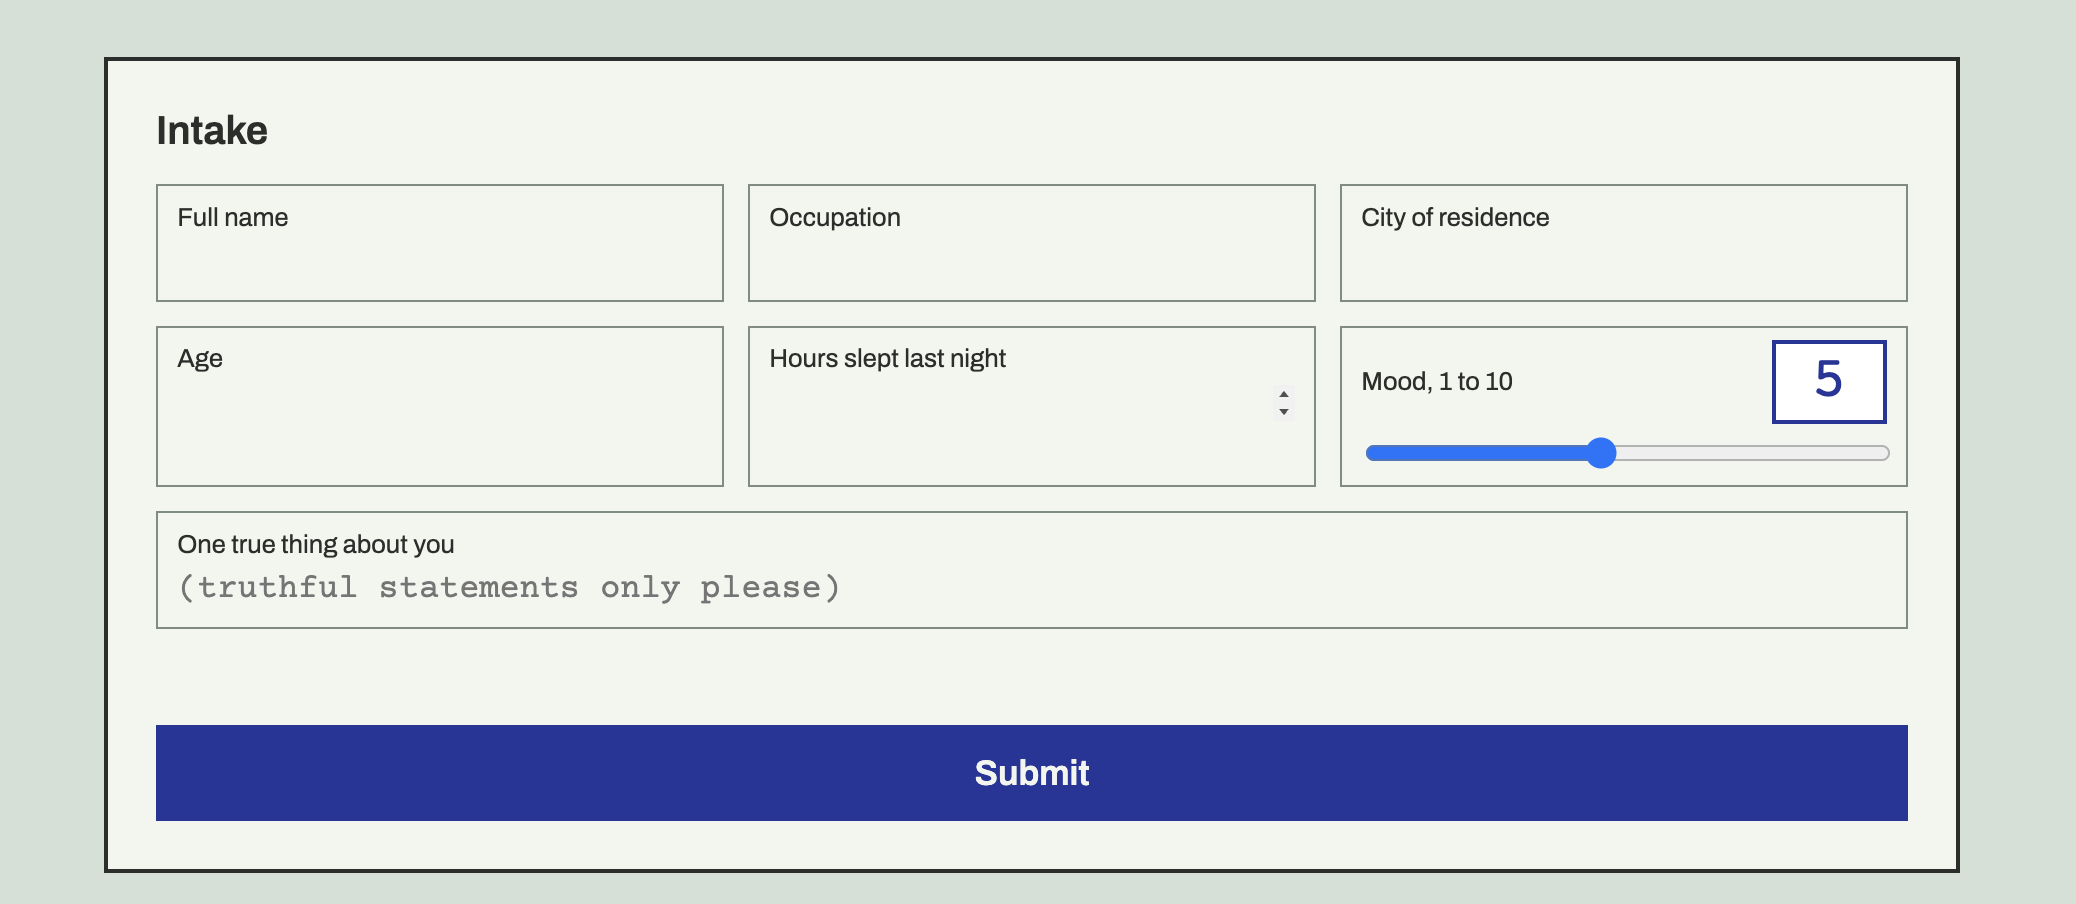 Intake
Full name
Occupation
City of residence
Age
Hours slept last night
Mood, 1 to 10
5
One true thing about you
(truthful statements only please)
Submit